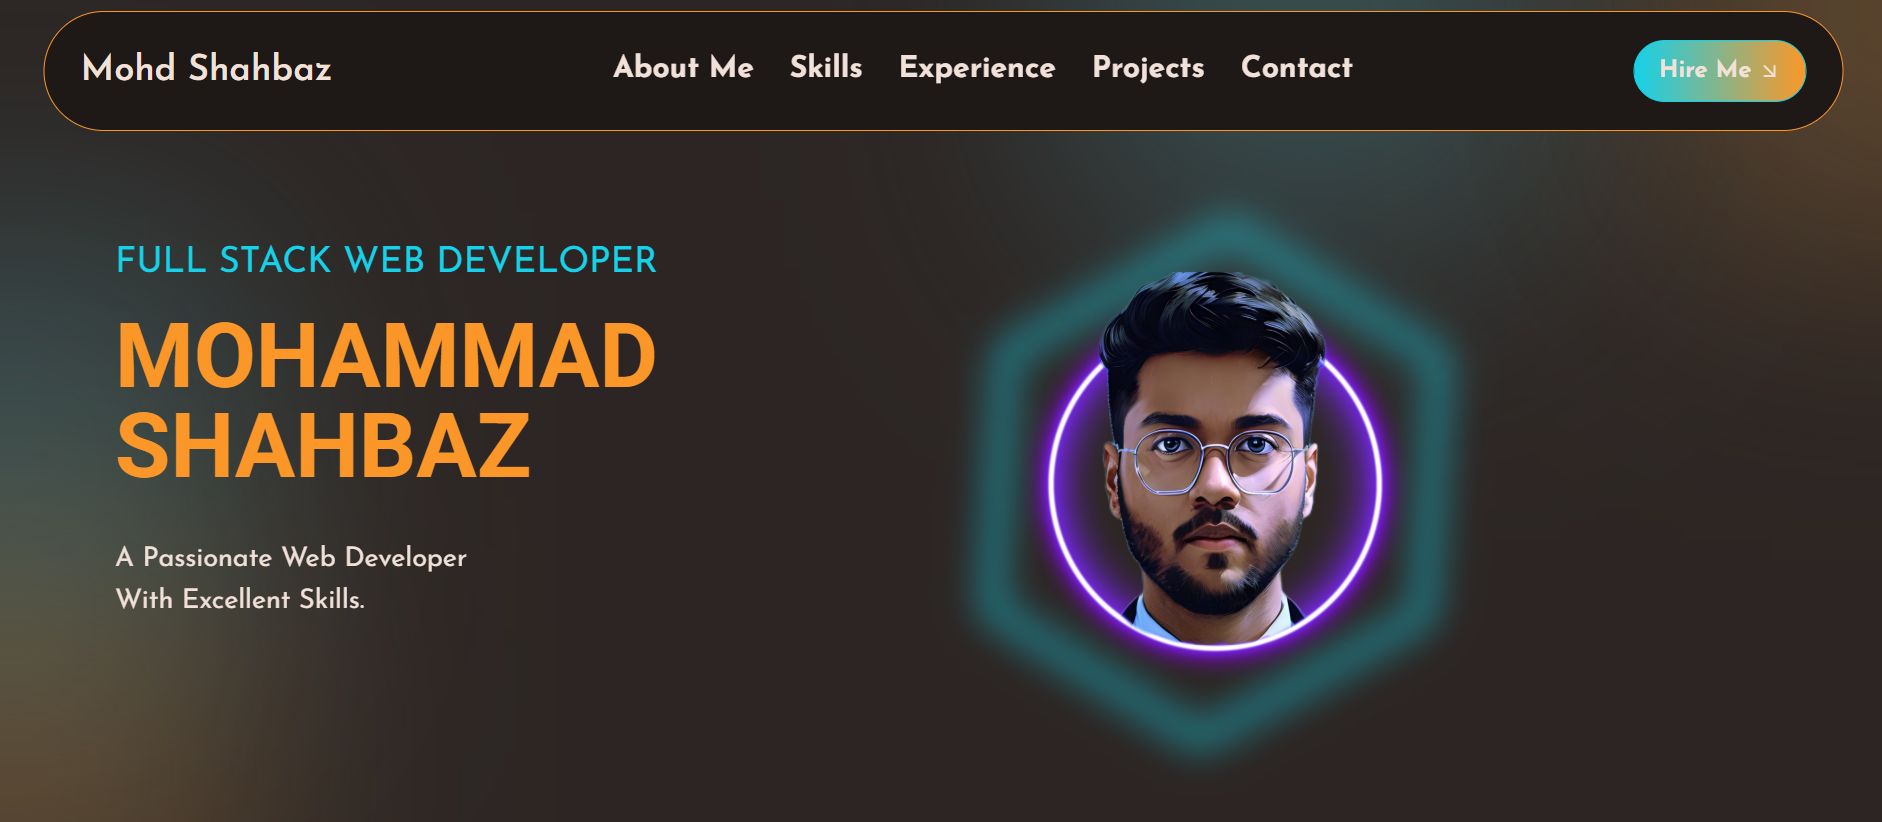 Mohd Shahbaz
About Me Skills Experience Projects Contact
Hire Me
FULL STACK WEB DEVELOPER
MOHAMMAD
SHAHBAZ
A Passionate Web Developer
With Excellent Skills.